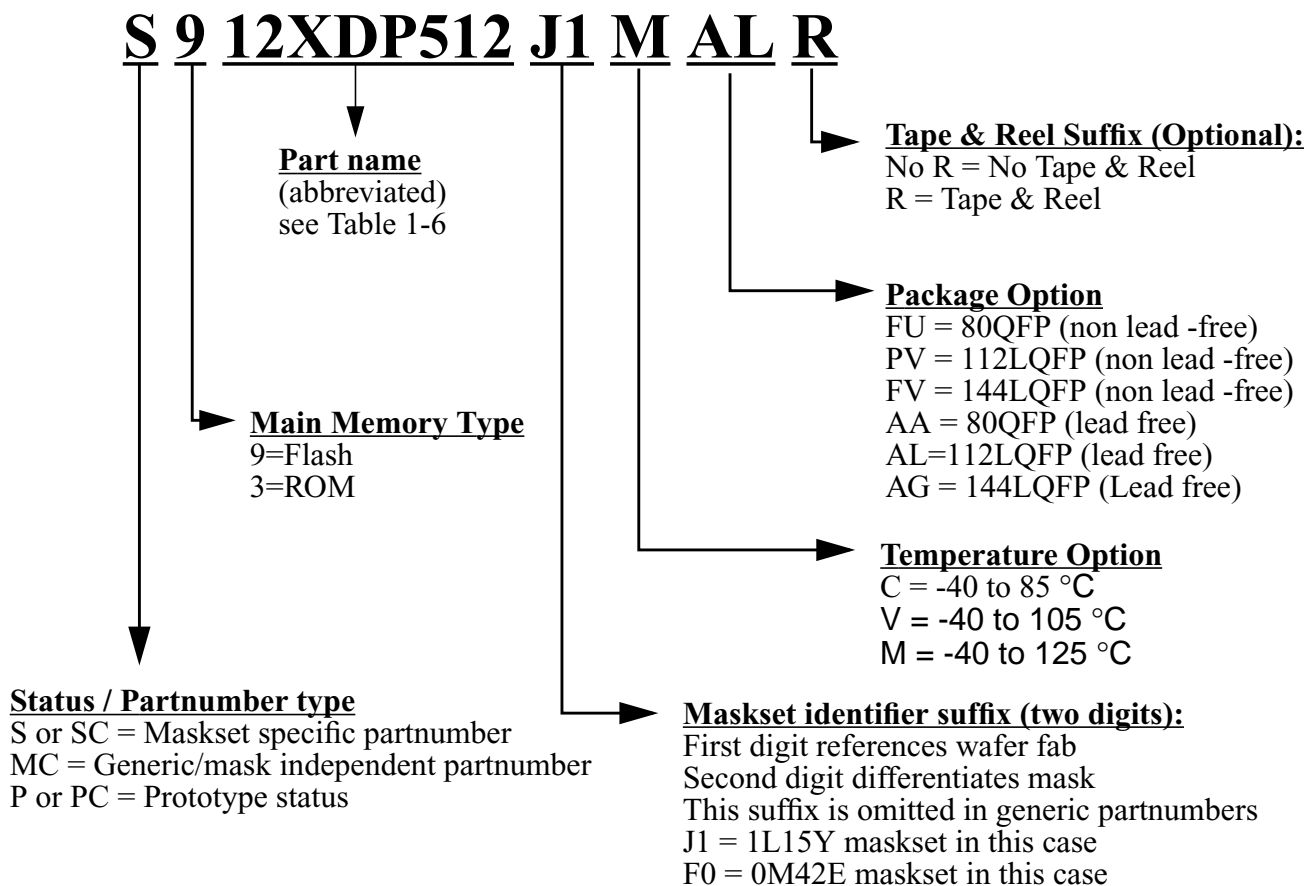 S 9 12XDP512 J1 M AL R
Tape & Reel Suffix (Optional):
No R = No Tape & Reel
R = Tape & Reel
Part name
(abbreviated)
see Table 1-6
Package Option
FU = 80QFP (non lead -free)
PV = 112LQFP (non lead -free)
FV = 144LQFP (non lead -free)
AA = 80QFP (lead free)
AL=112LQFP (lead free)
AG = 144LQFP (Lead free)
Main Memory Type
9=Flash
3=ROM
Temperature Option
C = -40 to 85 °C
V = -40 to 105 °C
M = -40 to 125 °C
Status / Partnumber type
S or SC = Maskset specific partnumber
MC = Generic/mask independent partnumber
P or PC = Prototype status
Maskset identifier suffix (two digits):
First digit references wafer fab
Second digit differentiates mask
This suffix is omitted in generic partnumbers
J1 = 1L15Y maskset in this case
F0 = 0M42E maskset in this case